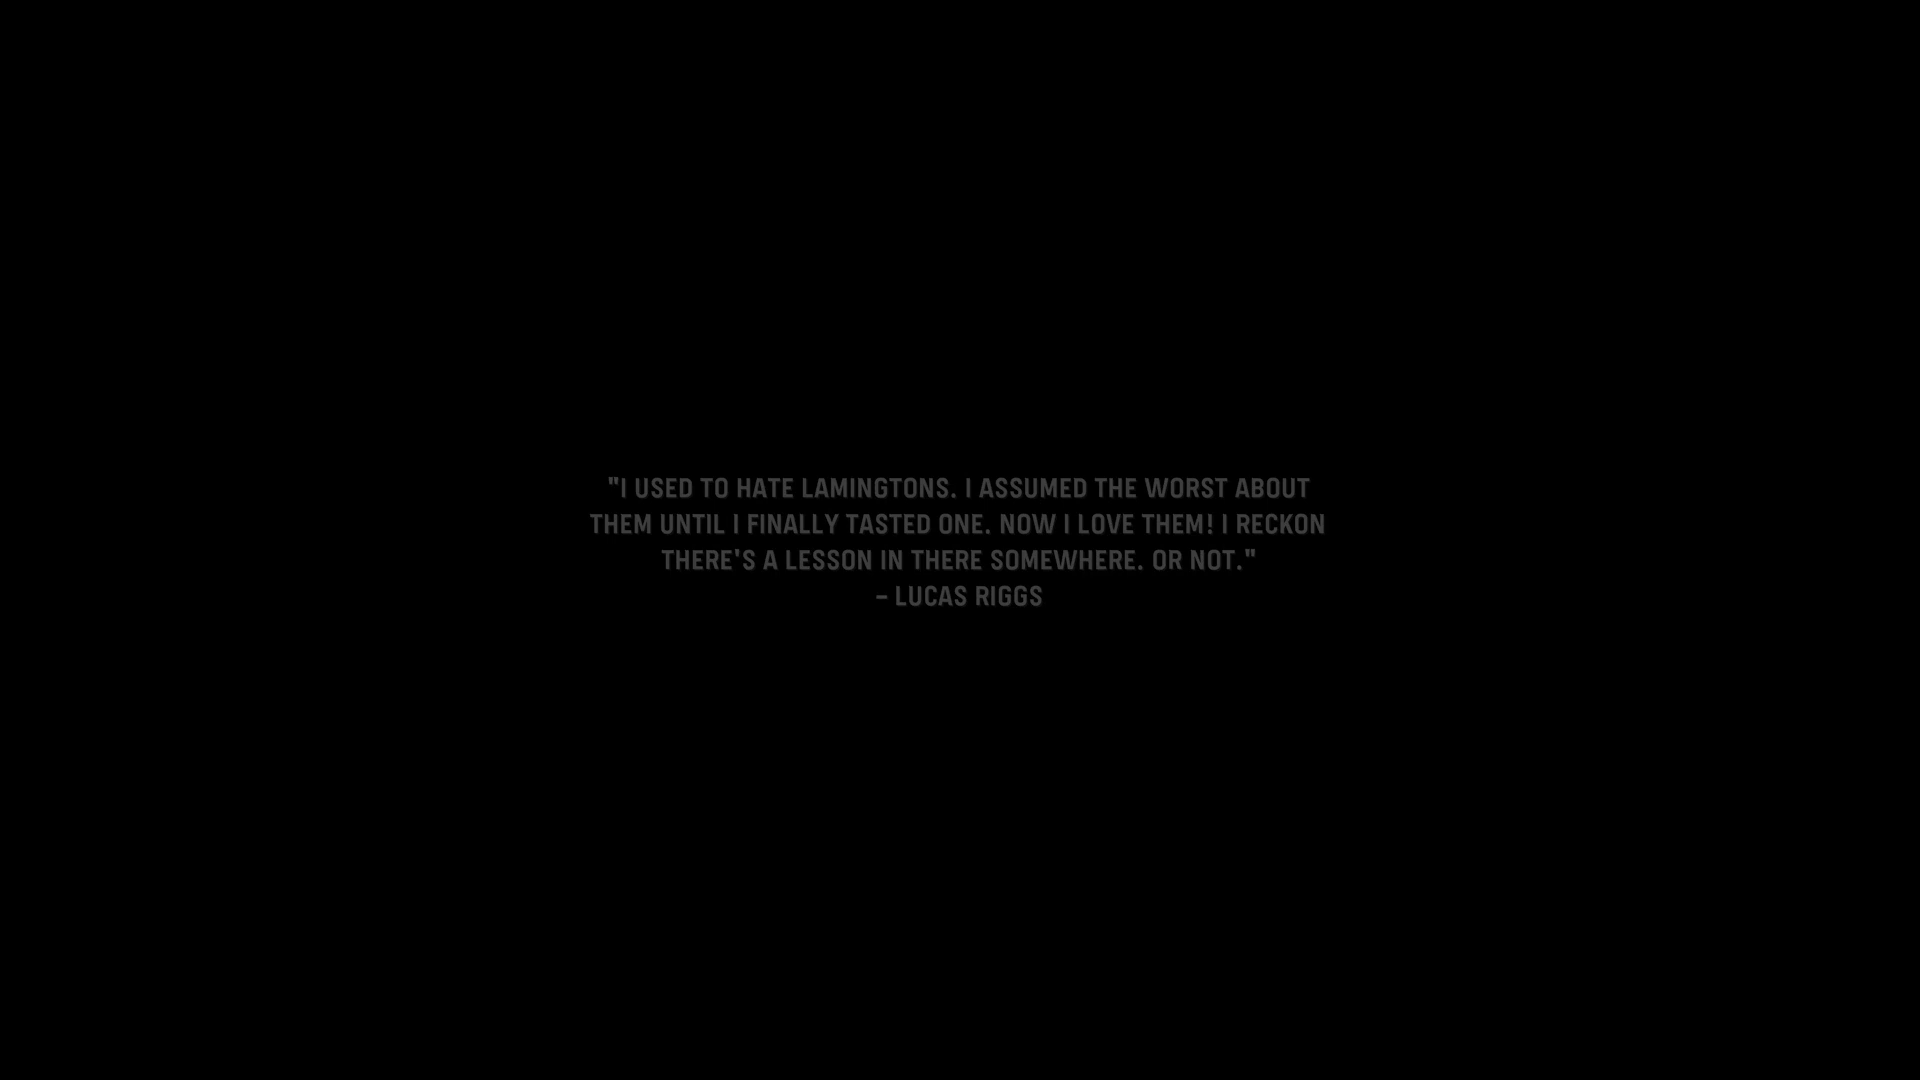 "I USED TO HATE LAMINGTONS. I ASSUMED THE WORST ABOUT
THEM UNTIL I FINALLY TASTED ONE. NOW I LOVE THEM! I RECKON
THERE'S A LESSON IN THERE SOMEWHERE. OR NOT."
– LUCAS RIGGS